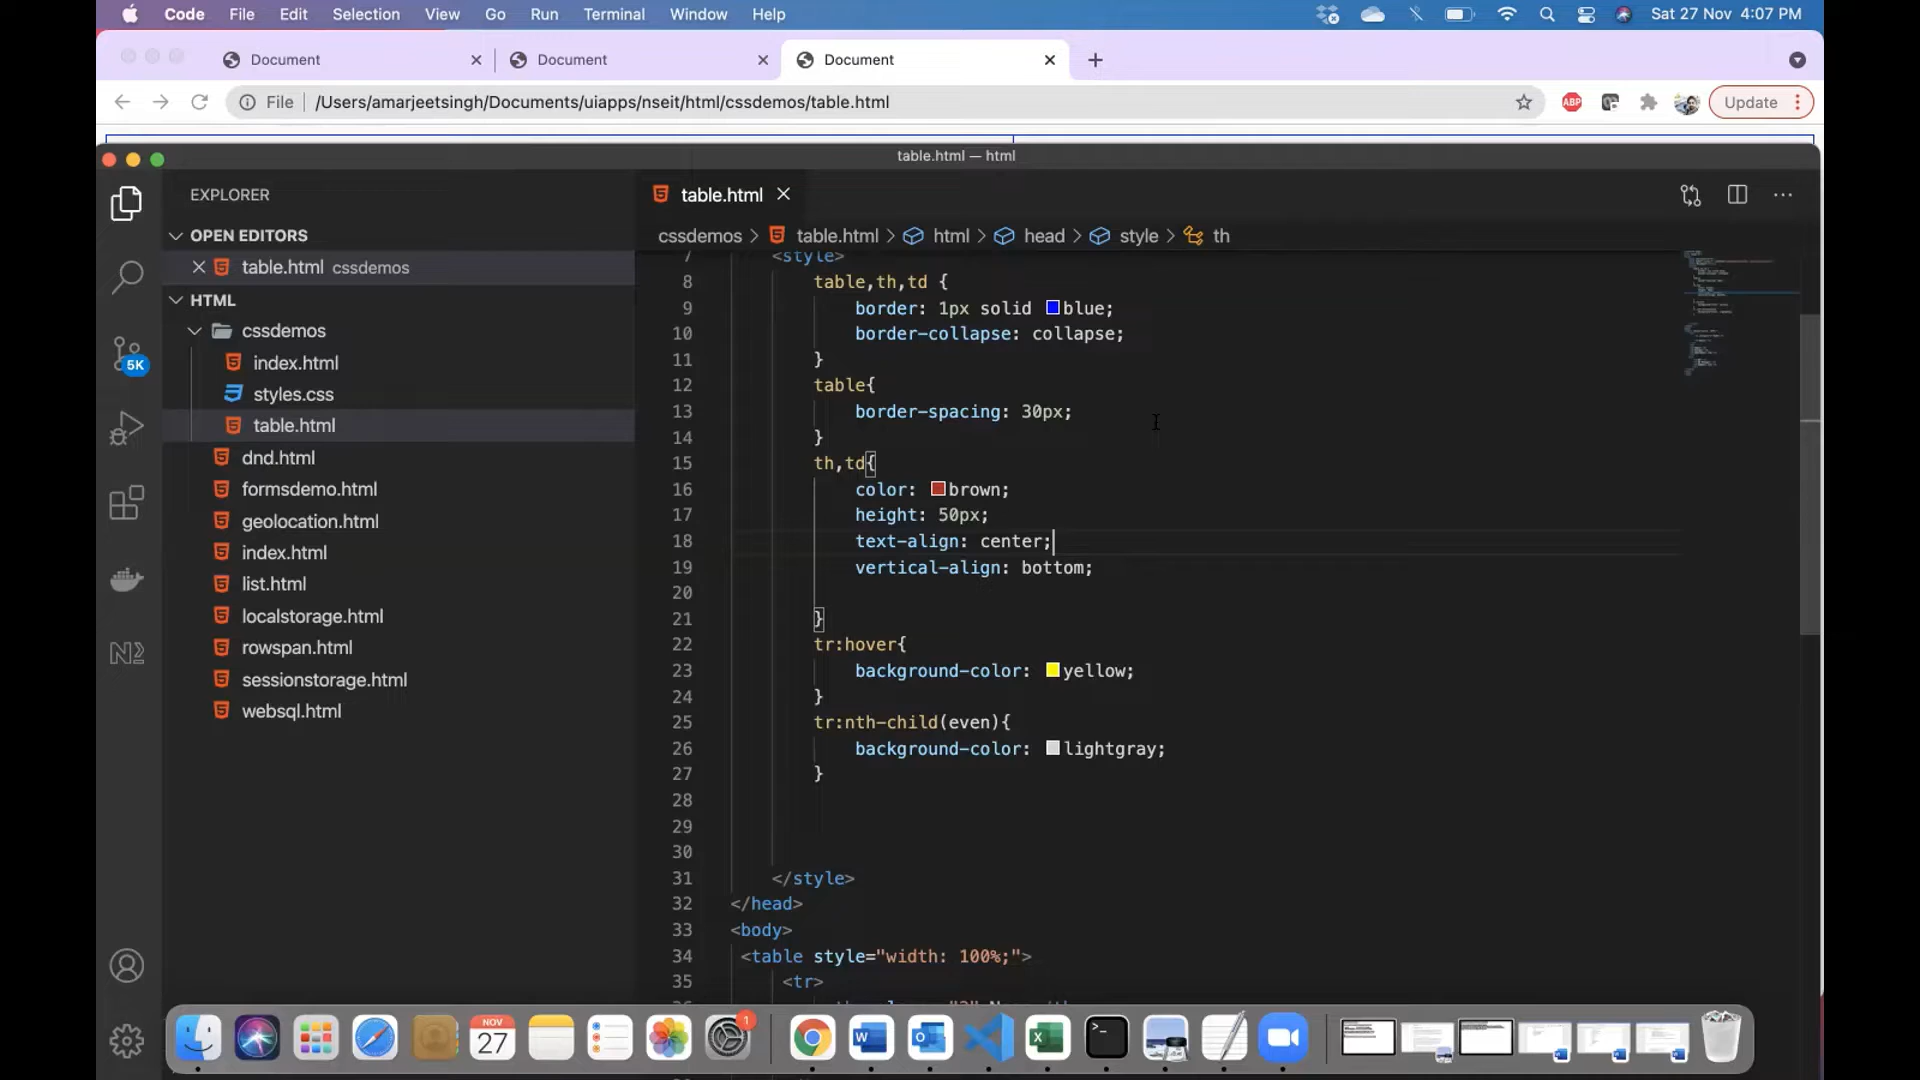 Code File Edit Selection View Go Run Terminal Window Help Sat 27 Nov 4:07 PM
Document Document Document
File /Users/amarjeetsingh/Documents/uiapps/nseit/html/cssdemos/table.html ABP Update
table.html — html
EXPLORER table.html
OPEN EDITORS cssdemos > table.html > html > head > style > th
table.html cssdemos
HTML
cssdemos
index.html
styles.css
table.html
dnd.html
formsdemo.html
geolocation.html
index.html
list.html
localstorage.html
rowspan.html
sessionstorage.html
websql.html
5K
7 <style>
8 table,th,td {
9 border: 1px solid blue;
10 border-collapse: collapse;
11 }
12 table{
13 border-spacing: 30px;
14 }
15 th,td{
16 color: brown;
17 height: 50px;
18 text-align: center;
19 vertical-align: bottom;
20
21 }
22 tr:hover{
23 background-color: yellow;
24 }
25 tr:nth-child(even){
26 background-color: lightgray;
27 }
28
29
30
31 </style>
32 </head>
33 <body>
34 <table style="width: 100%;">
35 <tr>
NOV
27
1